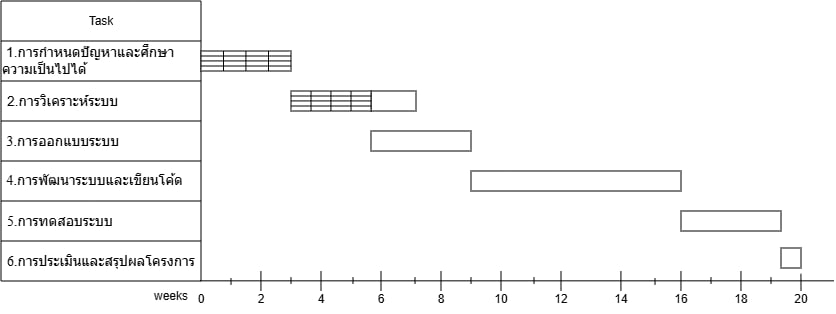 Task
1.การกำหนดปัญหาและศึกษา
ความเป็นไปได้
2.การวิเคราะห์ระบบ
3.การออกแบบระบบ
4.การพัฒนาระบบและเขียนโค้ด
5.การทดสอบระบบ
6.การประเมินและสรุปผลโครงการ
weeks 0 2 4 6 8 10 12 14 16 18 20